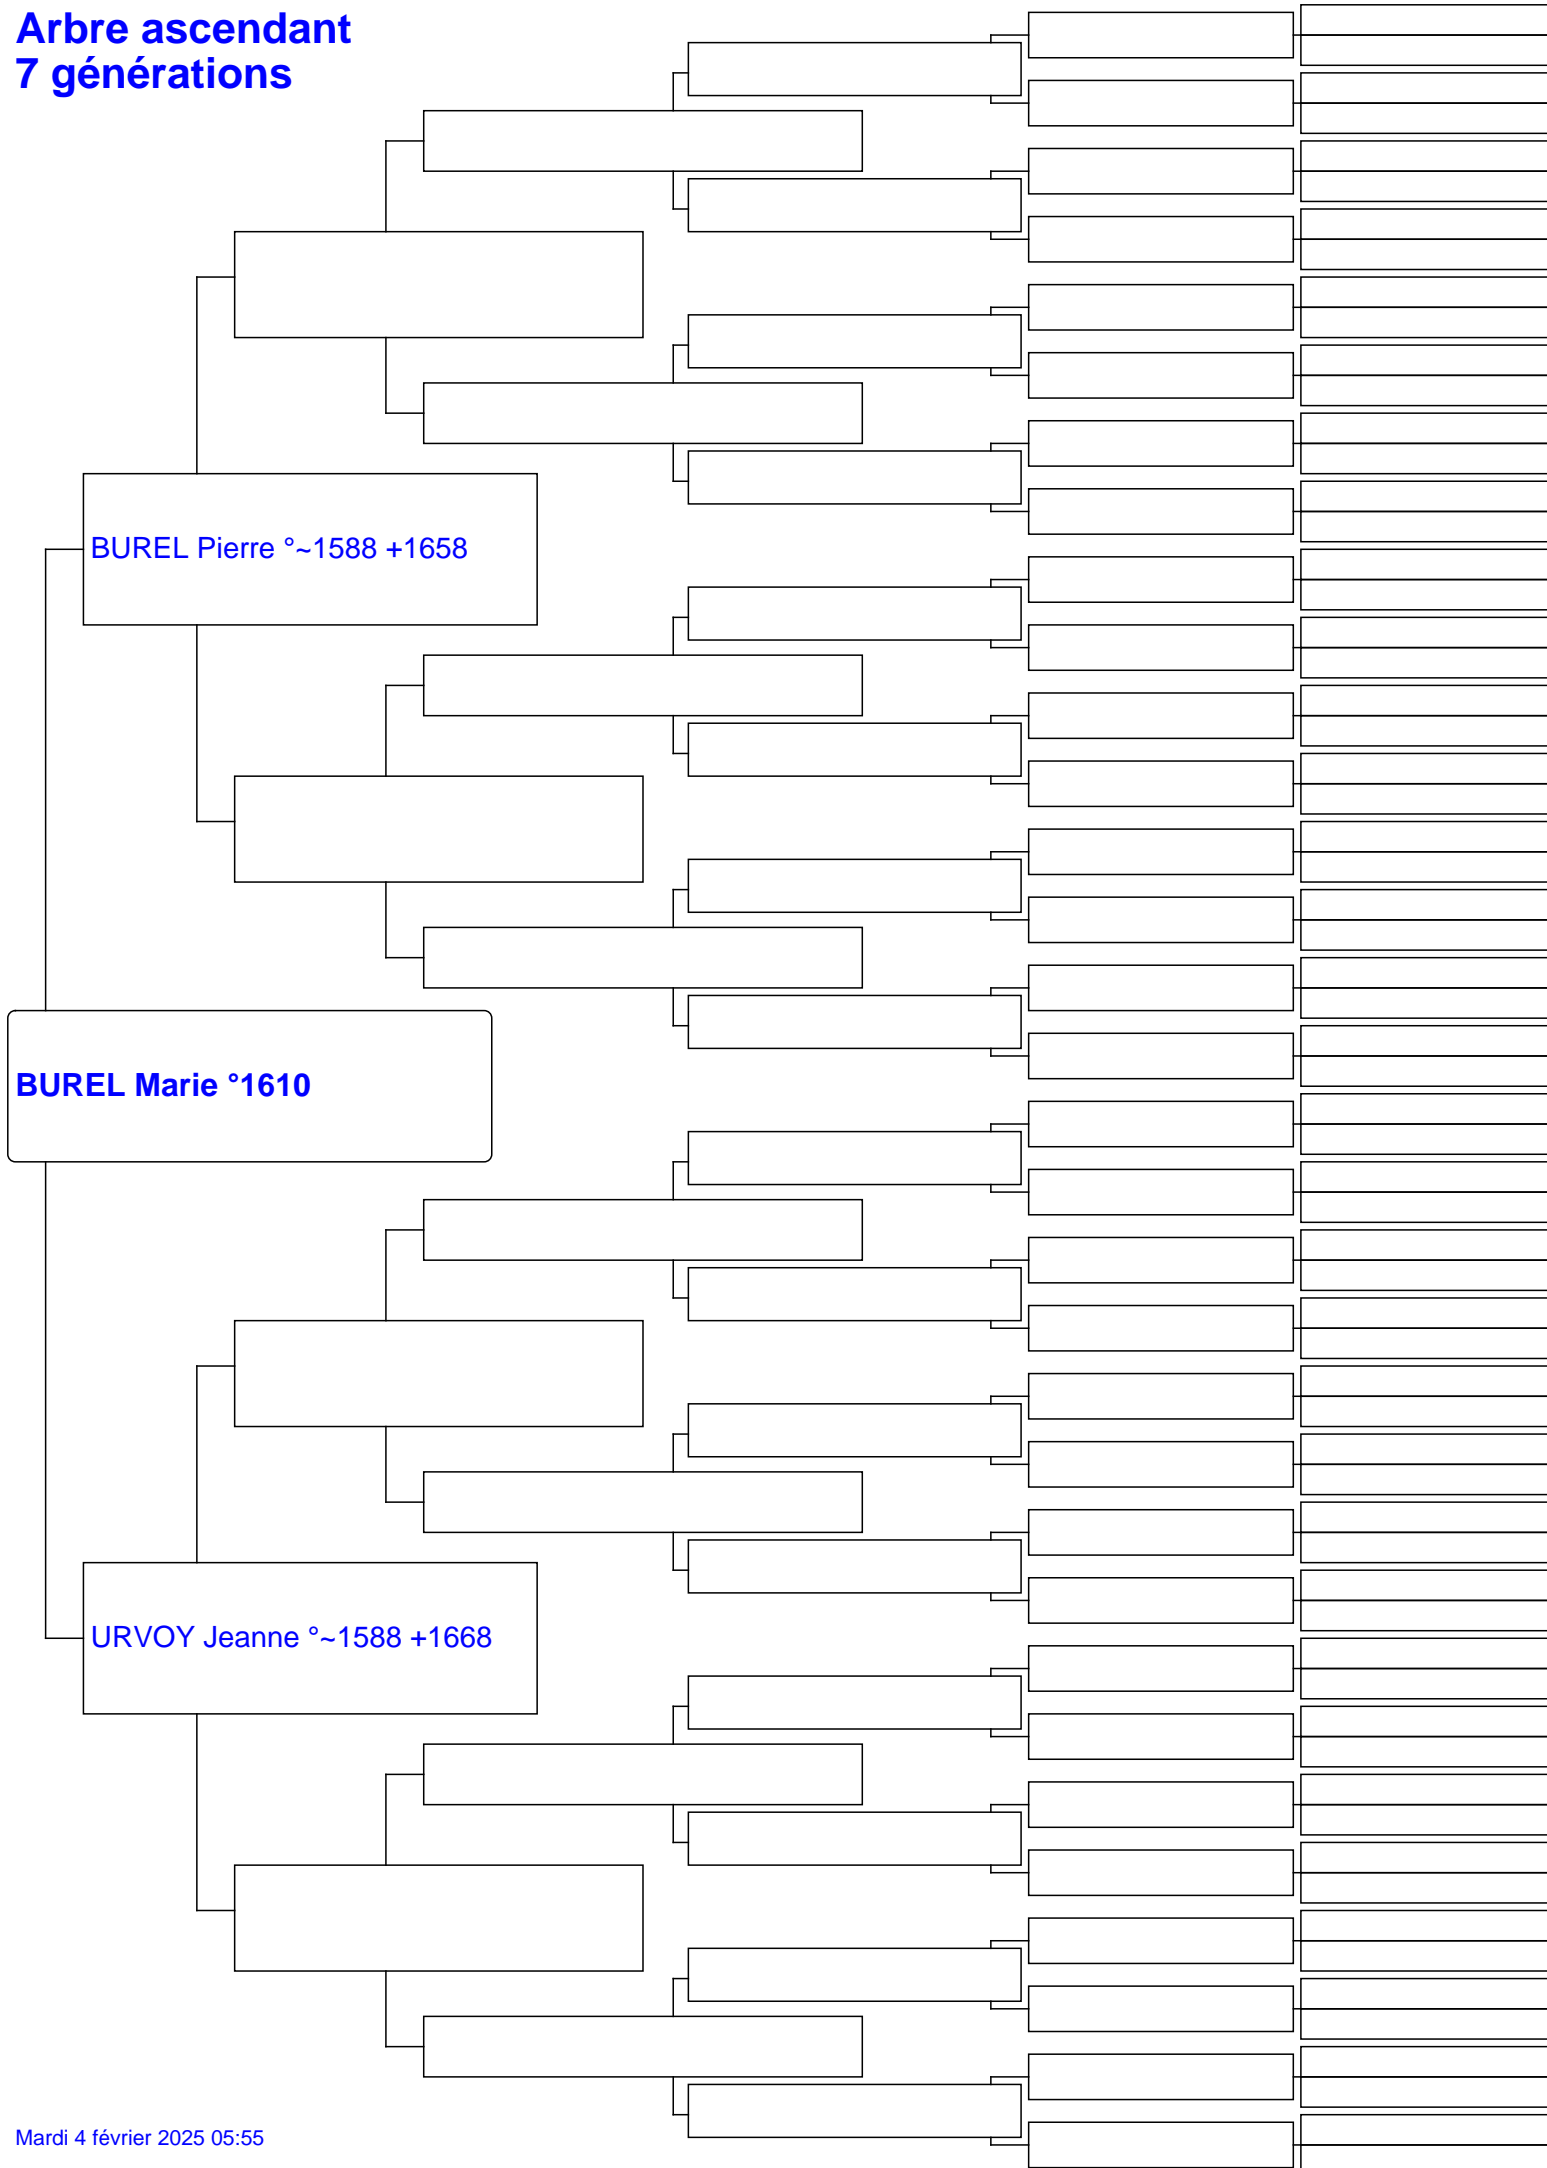 Arbre ascendant
7 générations
BUREL Pierre °~1588 +1658
BUREL Marie °1610
URVOY Jeanne °~1588 +1668
Mardi 4 février 2025 05:55